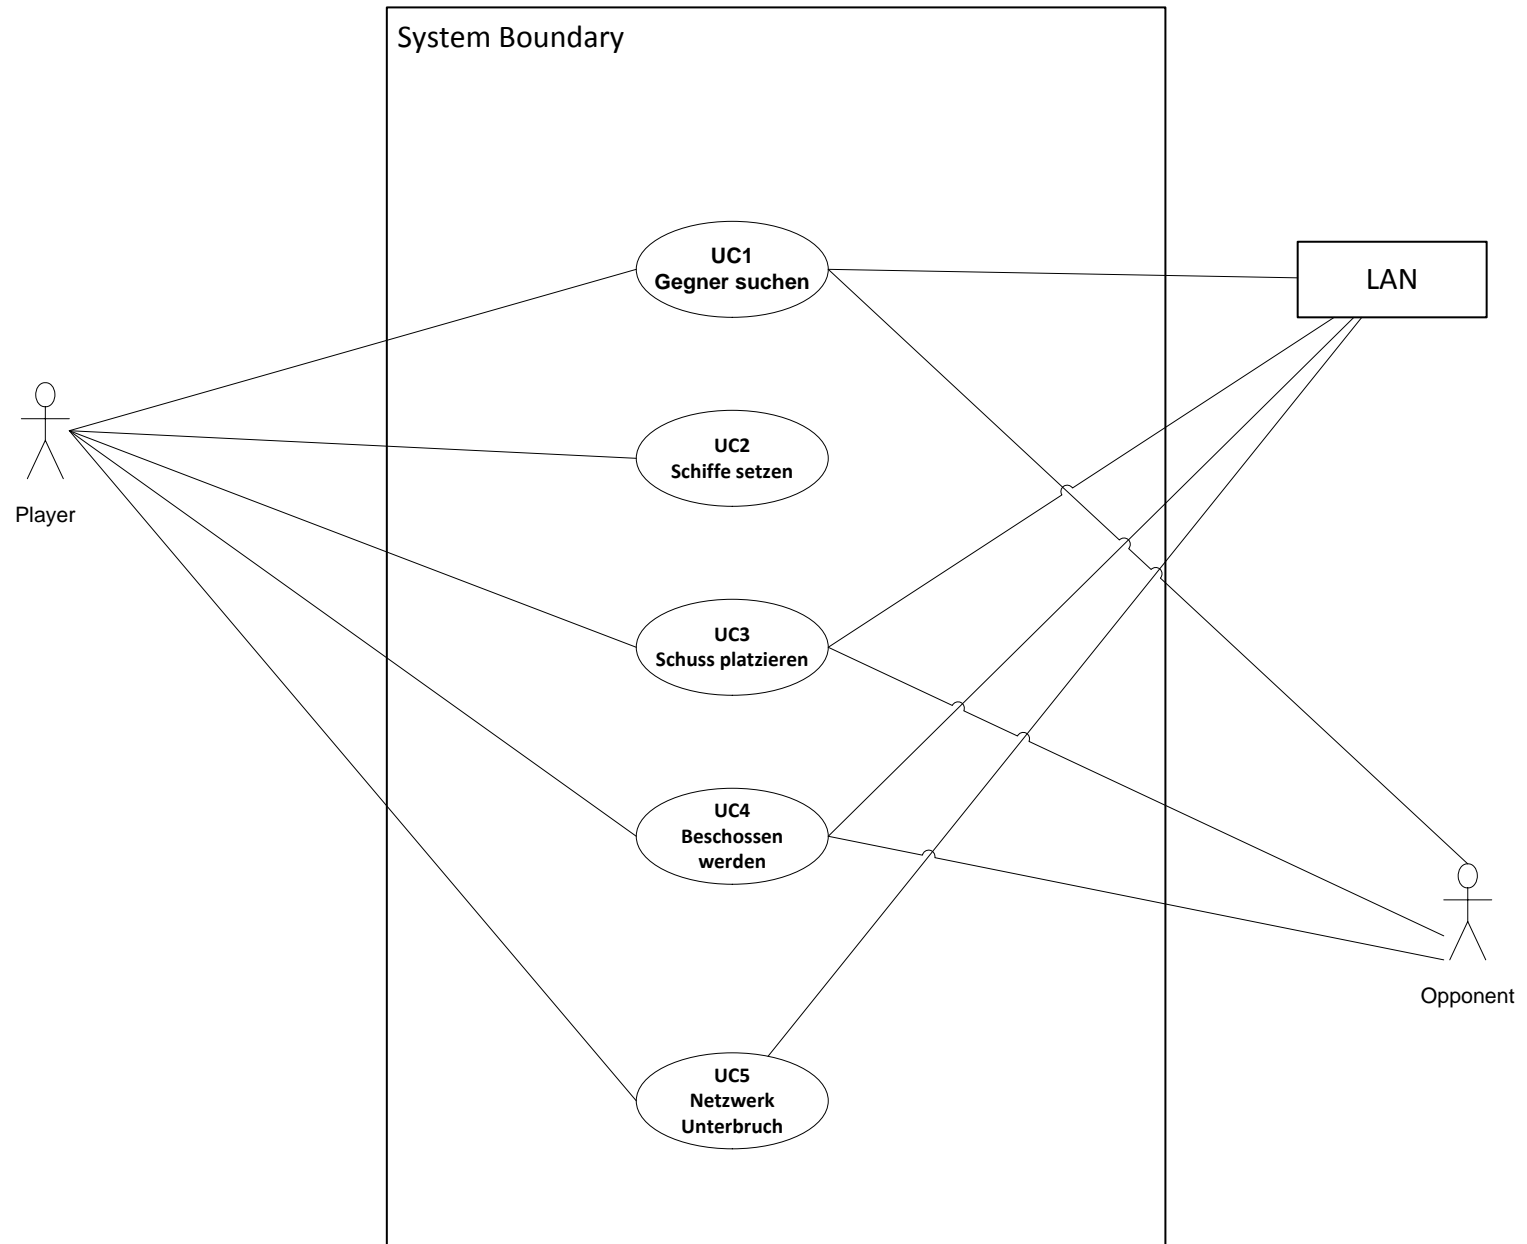 System Boundary
UC1
Gegner suchen
LAN
UC2
Schiffe setzen
Player
UC3
Schuss platzieren
UC4
Beschossen
werden
Opponent
UC5
Netzwerk
Unterbruch